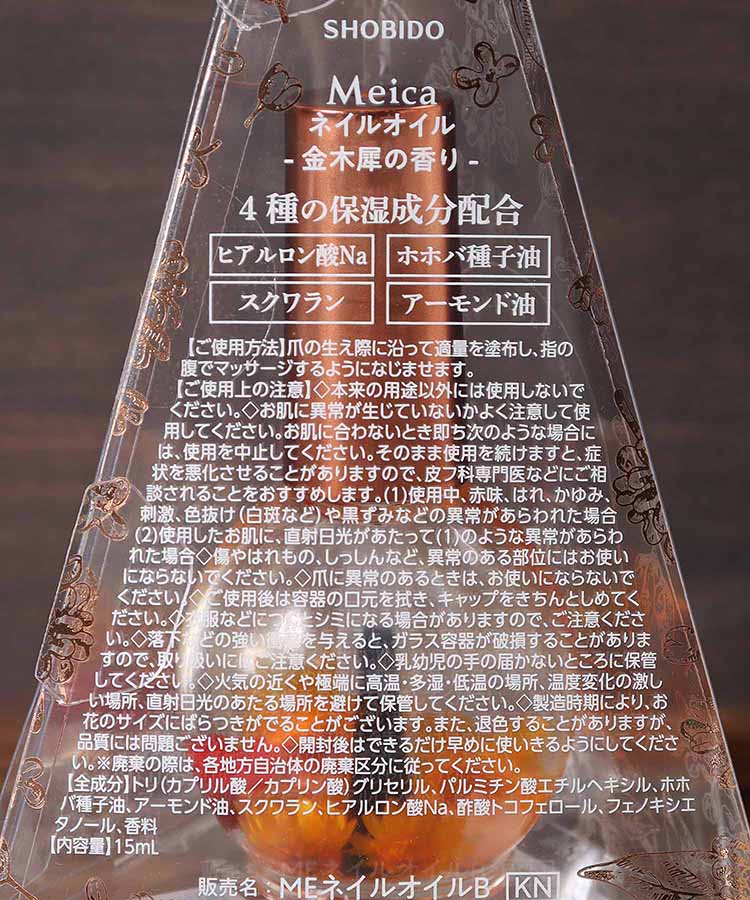 SHOBIDO
Meica
ネイルオイル
- 金木犀の香り -
4種の保湿成分配合
ヒアルロン酸Na ホホバ種子油
スクワラン アーモンド油
【ご使用方法】爪の生え際に沿って適量を塗布し、指の
腹でマッサージするようになじませます。
【ご使用上の注意】◇本来の用途以外には使用しないで
ください。◇お肌に異常が生じていないかよく注意して使
用してください。お肌に合わないとき即ち次のような場合に
は、使用を中止してください。そのまま使用を続けますと、症
状を悪化させることがありますので、皮フ科専門医などにご相
談されることをおすすめします。(1)使用中、赤味、はれ、かゆみ、
刺激、色抜け(白斑など)や黒ずみなどの異常があらわれた場合
(2)使用したお肌に、直射日光があたって(1)のような異常があらわ
れた場合◇傷やはれもの、しっしんなど、異常のある部位にはお使い
にならないでください。◇爪に異常のあるときは、お使いにならないで
ください。◇ご使用後は容器の口元を拭き、キャップをきちんとしめてく
ださい。◇衣服などにつくとシミになる場合がありますので、ご注意くださ
い。◇落下などの強い衝撃を与えると、ガラス容器が破損することがありま
すので、取り扱いにはご注意ください。◇乳幼児の手の届かないところに保管
してください。◇火気の近くや極端に高温・多湿・低温の場所、温度変化の激し
い場所、直射日光のあたる場所を避けて保管してください。◇製造時期により、お
花のサイズにばらつきがでることがございます。また、退色することがありますが、
品質には問題ございません。◇開封後はできるだけ早めに使いきるようにしてくださ
い。※廃棄の際は、各地方自治体の廃棄区分に従ってください。
【全成分】トリ(カプリル酸/カプリン酸)グリセリル、パルミチン酸エチルヘキシル、ホホ
バ種子油、アーモンド油、スクワラン、ヒアルロン酸Na、酢酸トコフェロール、フェノキシエ
タノール、香料
【内容量】15mL
販売名:MEネイルオイルB KN